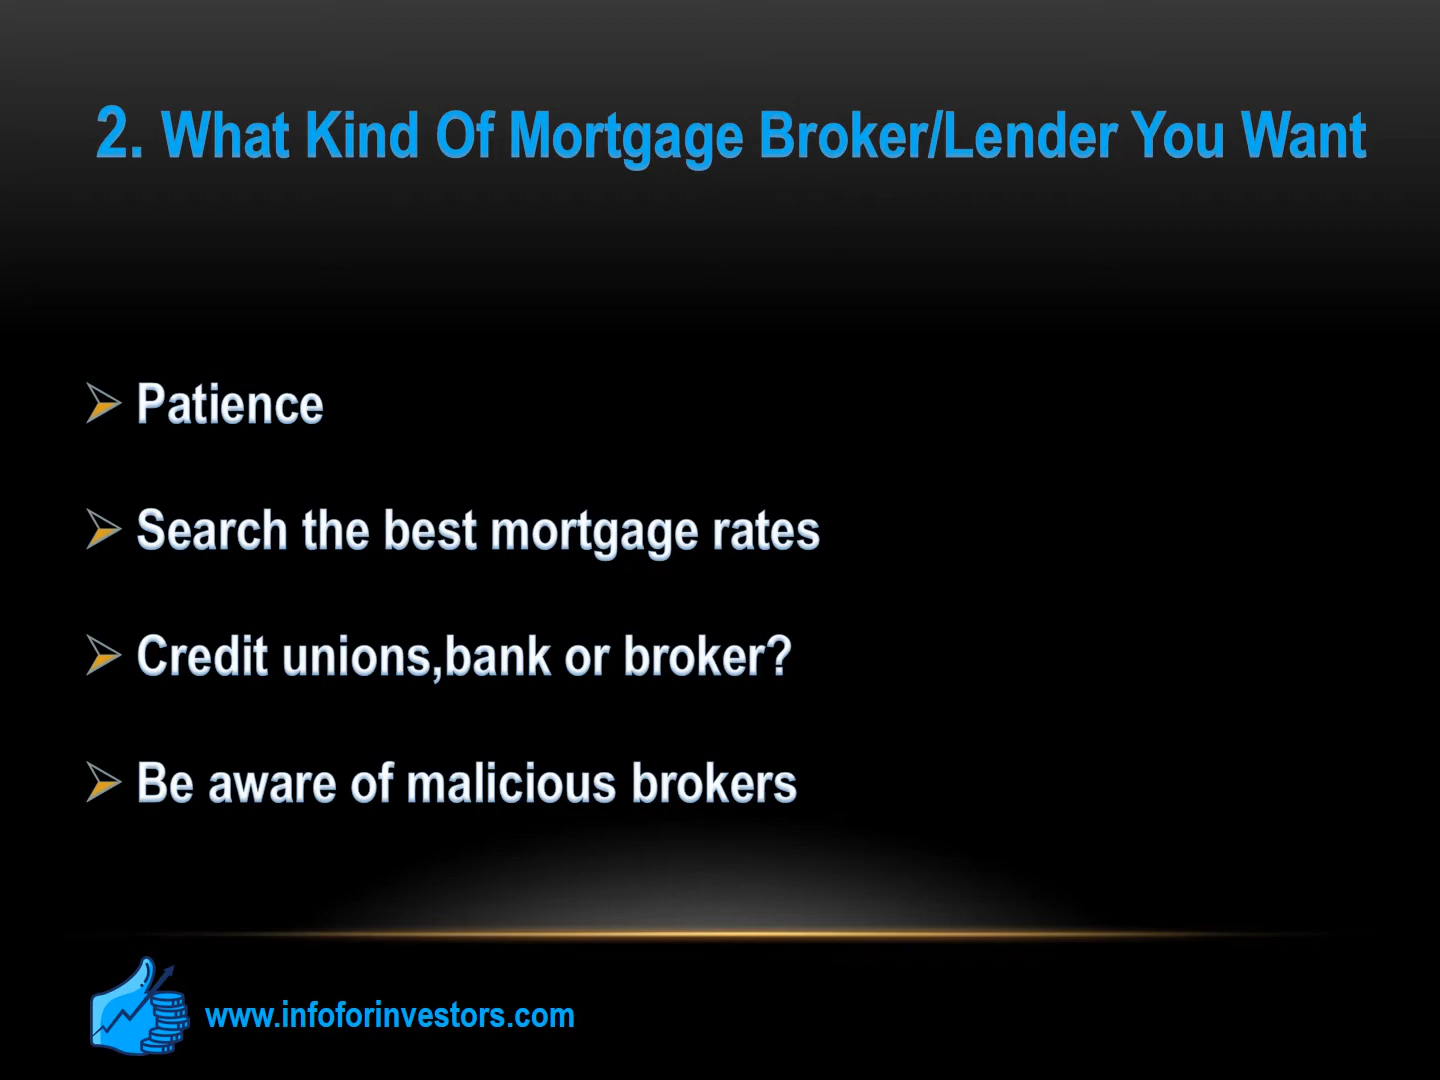 2. What Kind Of Mortgage Broker/Lender You Want
Patience
Search the best mortgage rates
Credit unions,bank or broker?
Be aware of malicious brokers
www.infoforinvestors.com